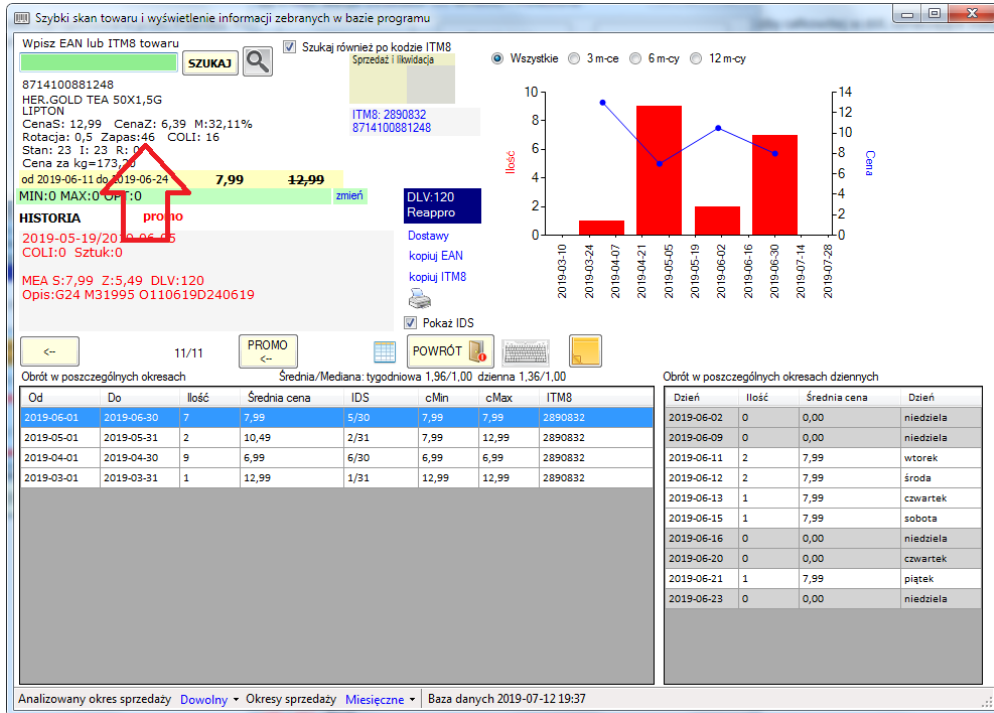 Szybki skan towaru i wyświetlenie informacji zebranych w bazie programu
Wpisz EAN lub ITM8 towaru
SZUKAJ
Szukaj również po kodzie ITM8
Sprzedaż i likwidacja
8714100881248
HER.GOLD TEA 50X1,5G
LIPTON
CenaS: 12,99 CenaZ: 6,39 M:32,11%
Rotacja: 0,5 Zapas:46 COLI: 16
Stan: 23 I: 23 R: 0
Cena za kg=173,20
ITM8: 2890832
8714100881248
od 2019-06-11 do 2019-06-24 7,99 12,99
MIN:0 MAX:0 OPT:0 zmień
HISTORIA promo
2019-05-19/2019-06-05
COLI:0 Sztuk:0
MEA S:7,99 Z:5,49 DLV:120
Opis:G24 M31995 O110619D240619
DLV:120
Reappro
Dostawy
kopiuj EAN
kopiuj ITM8
Pokaż IDS
Wszystkie 3 m-ce 6 m-cy 12 m-cy
Ilość
10
8
6
4
2
0
14
12
10
8
6
4
2
0
Cena
2019-03-10
2019-03-24
2019-04-07
2019-04-21
2019-05-05
2019-05-19
2019-06-02
2019-06-16
2019-06-30
2019-07-14
2019-07-28
<-- 11/11 PROMO
<--
POWRÓT
Obrót w poszczególnych okresach Średnia/Mediana: tygodniowa 1,96/1,00 dzienna 1,36/1,00
Od Do Ilość Średnia cena IDS cMin cMax ITM8
2019-06-01 2019-06-30 7 7,99 5/30 7,99 7,99 2890832
2019-05-01 2019-05-31 2 10,49 2/31 7,99 12,99 2890832
2019-04-01 2019-04-30 9 6,99 6/30 6,99 6,99 2890832
2019-03-01 2019-03-31 1 12,99 1/31 12,99 12,99 2890832
Obrót w poszczególnych okresach dziennych
Dzień Ilość Średnia cena Dzień
2019-06-02 0 0,00 niedziela
2019-06-09 0 0,00 niedziela
2019-06-11 2 7,99 wtorek
2019-06-12 2 7,99 środa
2019-06-13 1 7,99 czwartek
2019-06-15 1 7,99 sobota
2019-06-16 0 0,00 niedziela
2019-06-20 0 0,00 czwartek
2019-06-21 1 7,99 piątek
2019-06-23 0 0,00 niedziela
Analizowany okres sprzedaży Dowolny Okresy sprzedaży Miesięczne Baza danych 2019-07-12 19:37